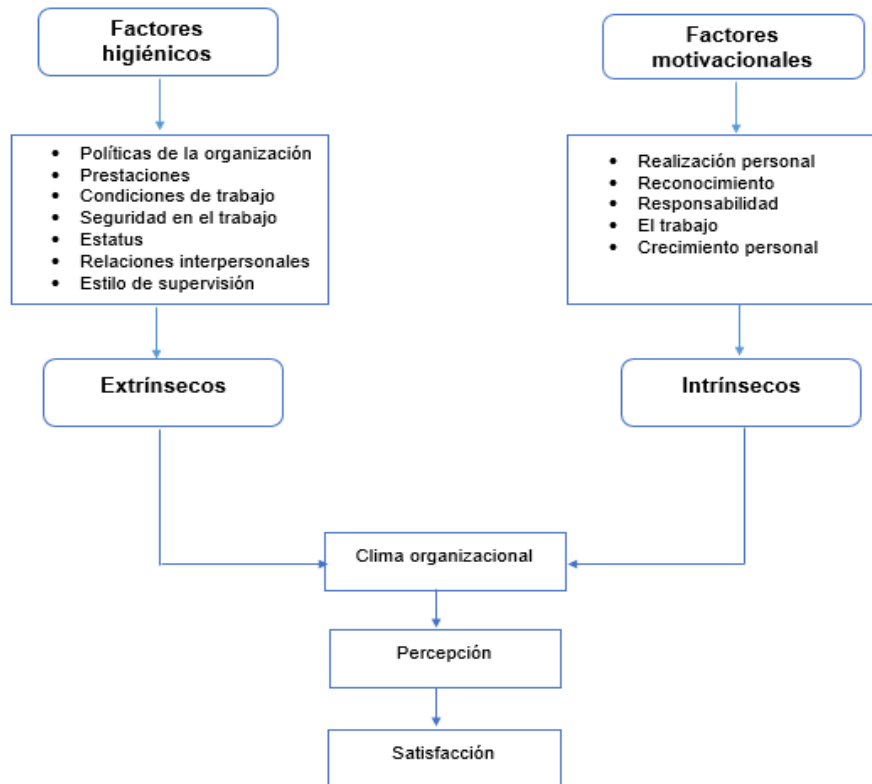 Factores
higiénicos
Factores
motivacionales
• Políticas de la organización
• Prestaciones
• Condiciones de trabajo
• Seguridad en el trabajo
• Estatus
• Relaciones interpersonales
• Estilo de supervisión
• Realización personal
• Reconocimiento
• Responsabilidad
• El trabajo
• Crecimiento personal
Extrínsecos
Intrínsecos
Clima organizacional
Percepción
Satisfacción